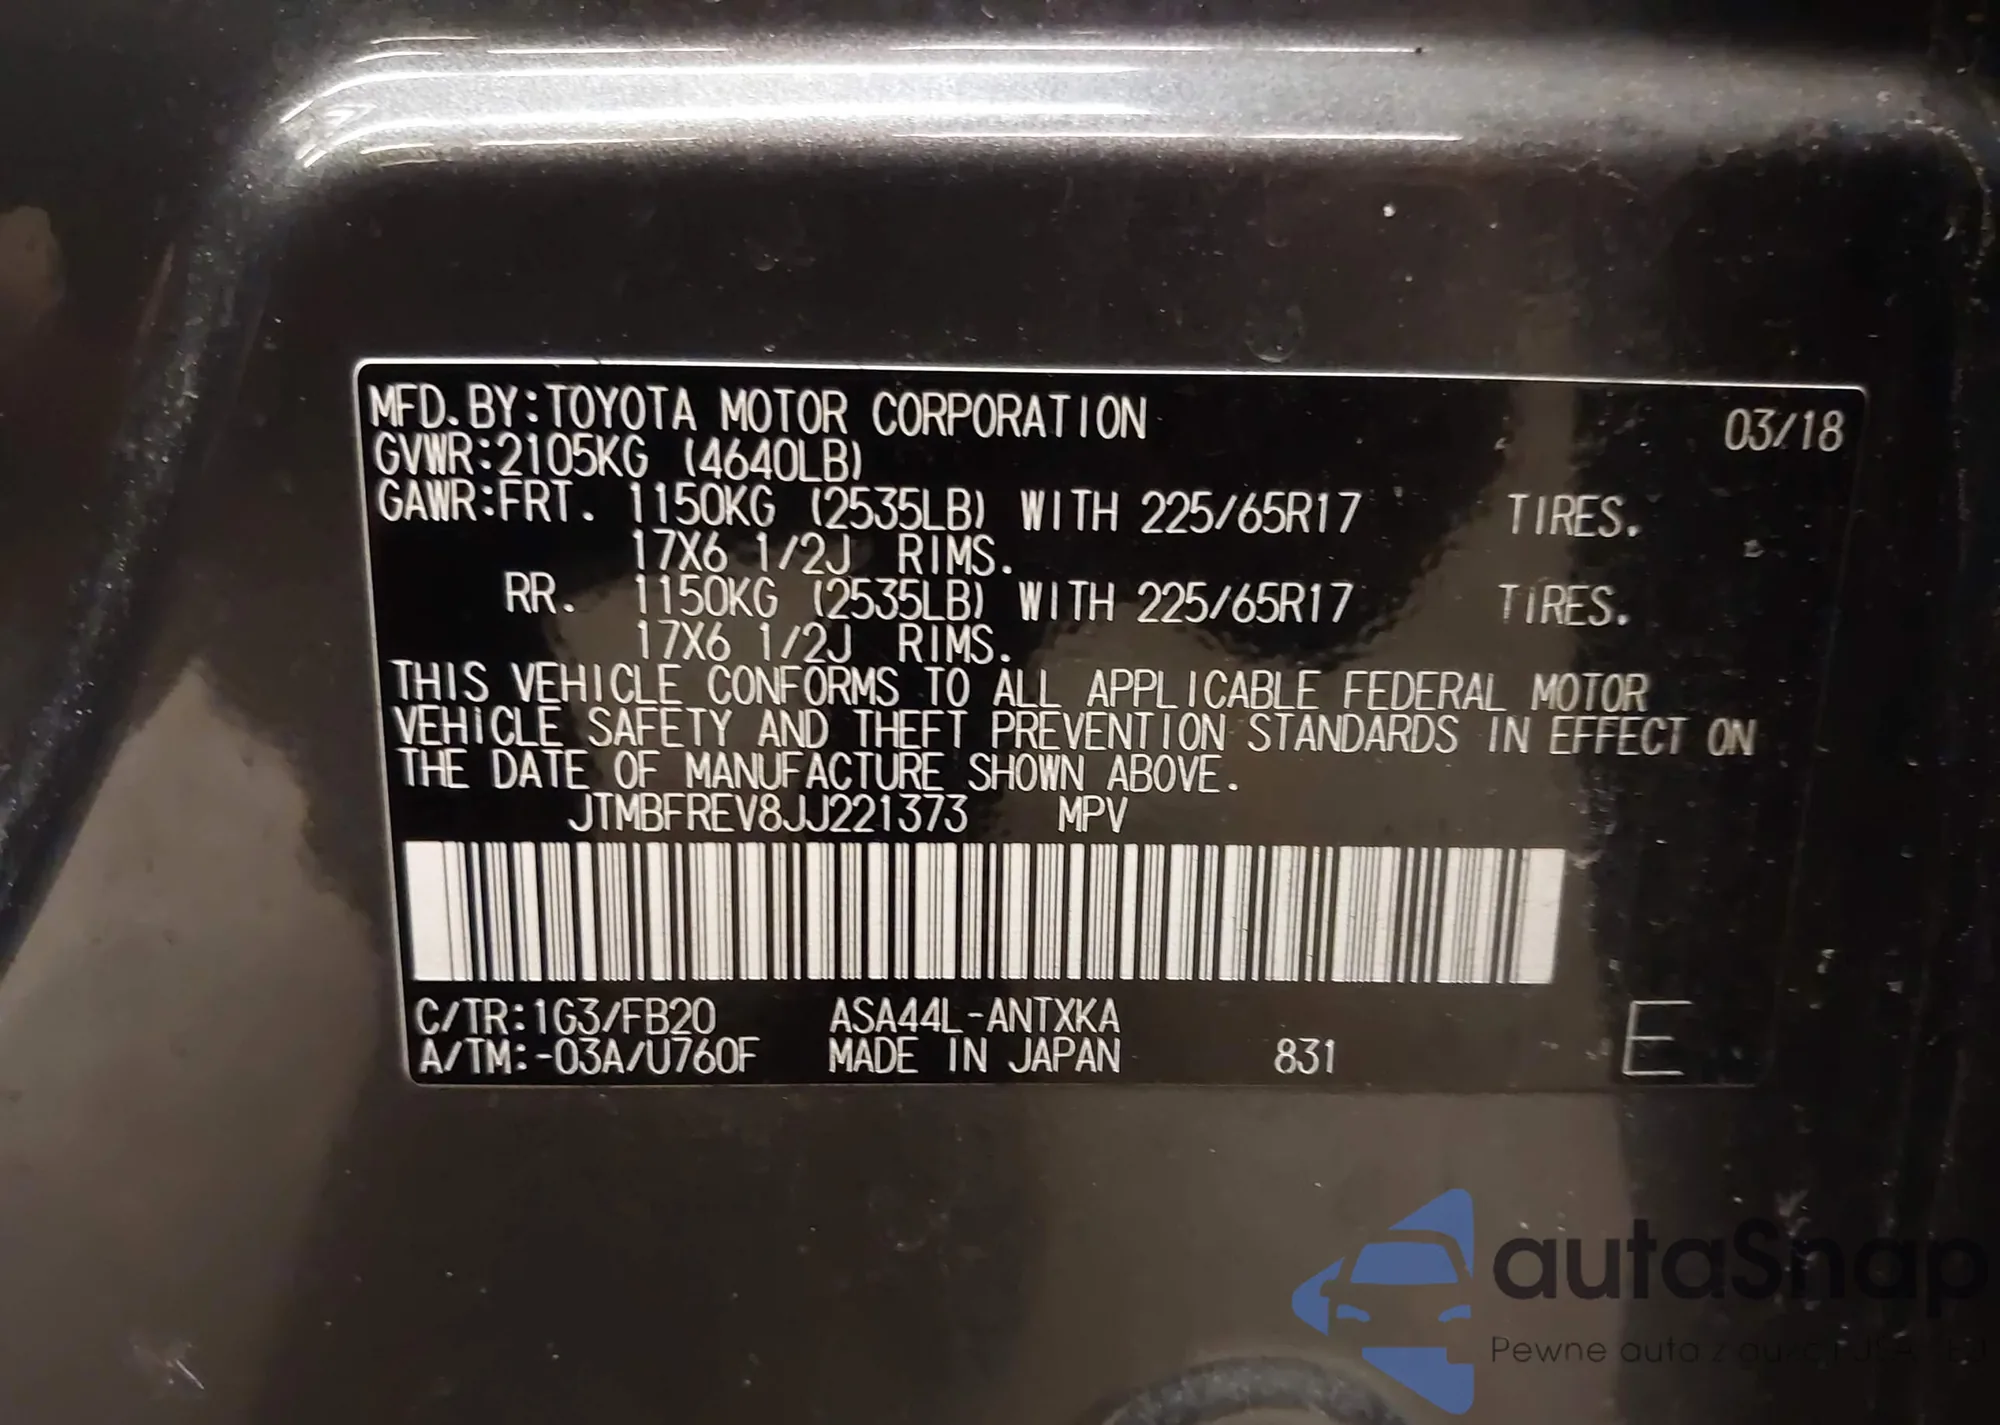 MFD.BY:TOYOTA MOTOR CORPORATION 03/18
GVWR:2105KG (4640LB)
GAWR:FRT. 1150KG (2535LB) WITH 225/65R17 TIRES.
17X6 1/2J RIMS.
RR. 1150KG (2535LB) WITH 225/65R17 TIRES.
17X6 1/2J RIMS.
THIS VEHICLE CONFORMS TO ALL APPLICABLE FEDERAL MOTOR
VEHICLE SAFETY AND THEFT PREVENTION STANDARDS IN EFFECT ON
THE DATE OF MANUFACTURE SHOWN ABOVE.
JTMBFREV8JJ221373 MPV
C/TR:1G3/FB20 ASA44L-ANTXKA
A/TM:-03A/U760F MADE IN JAPAN 831 E
autaSnap
Pewne auta z